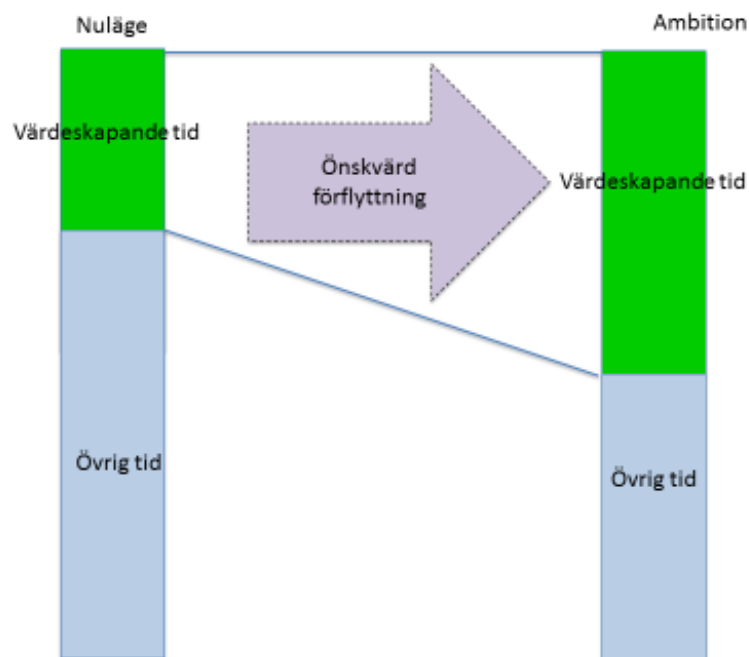 Nuläge
Ambition
Värdeskapande tid
Önskvärd
förflyttning
Värdeskapande tid
Övrig tid
Övrig tid